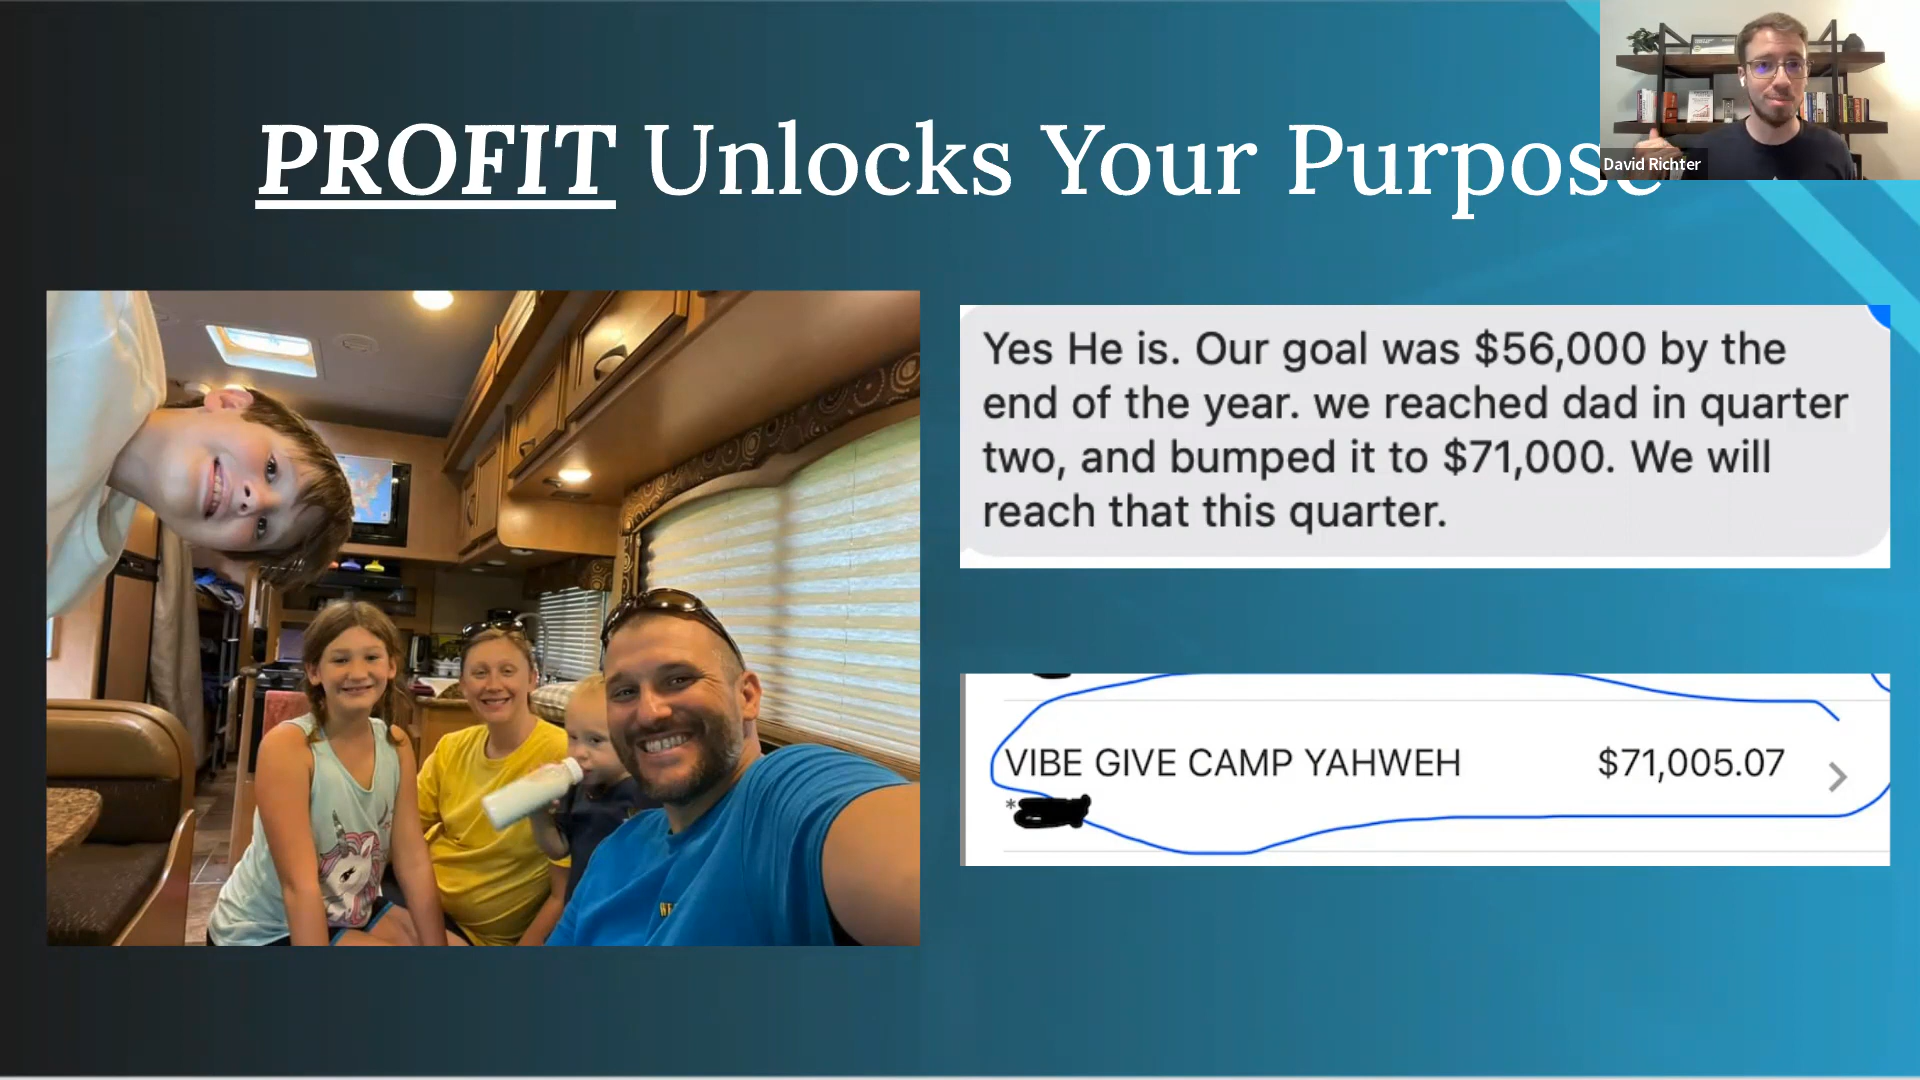 PROFIT Unlocks Your Purpose
David Richter
Yes He is. Our goal was $56,000 by the
end of the year. we reached dad in quarter
two, and bumped it to $71,000. We will
reach that this quarter.
VIBE GIVE CAMP YAHWEH $71,005.07
*